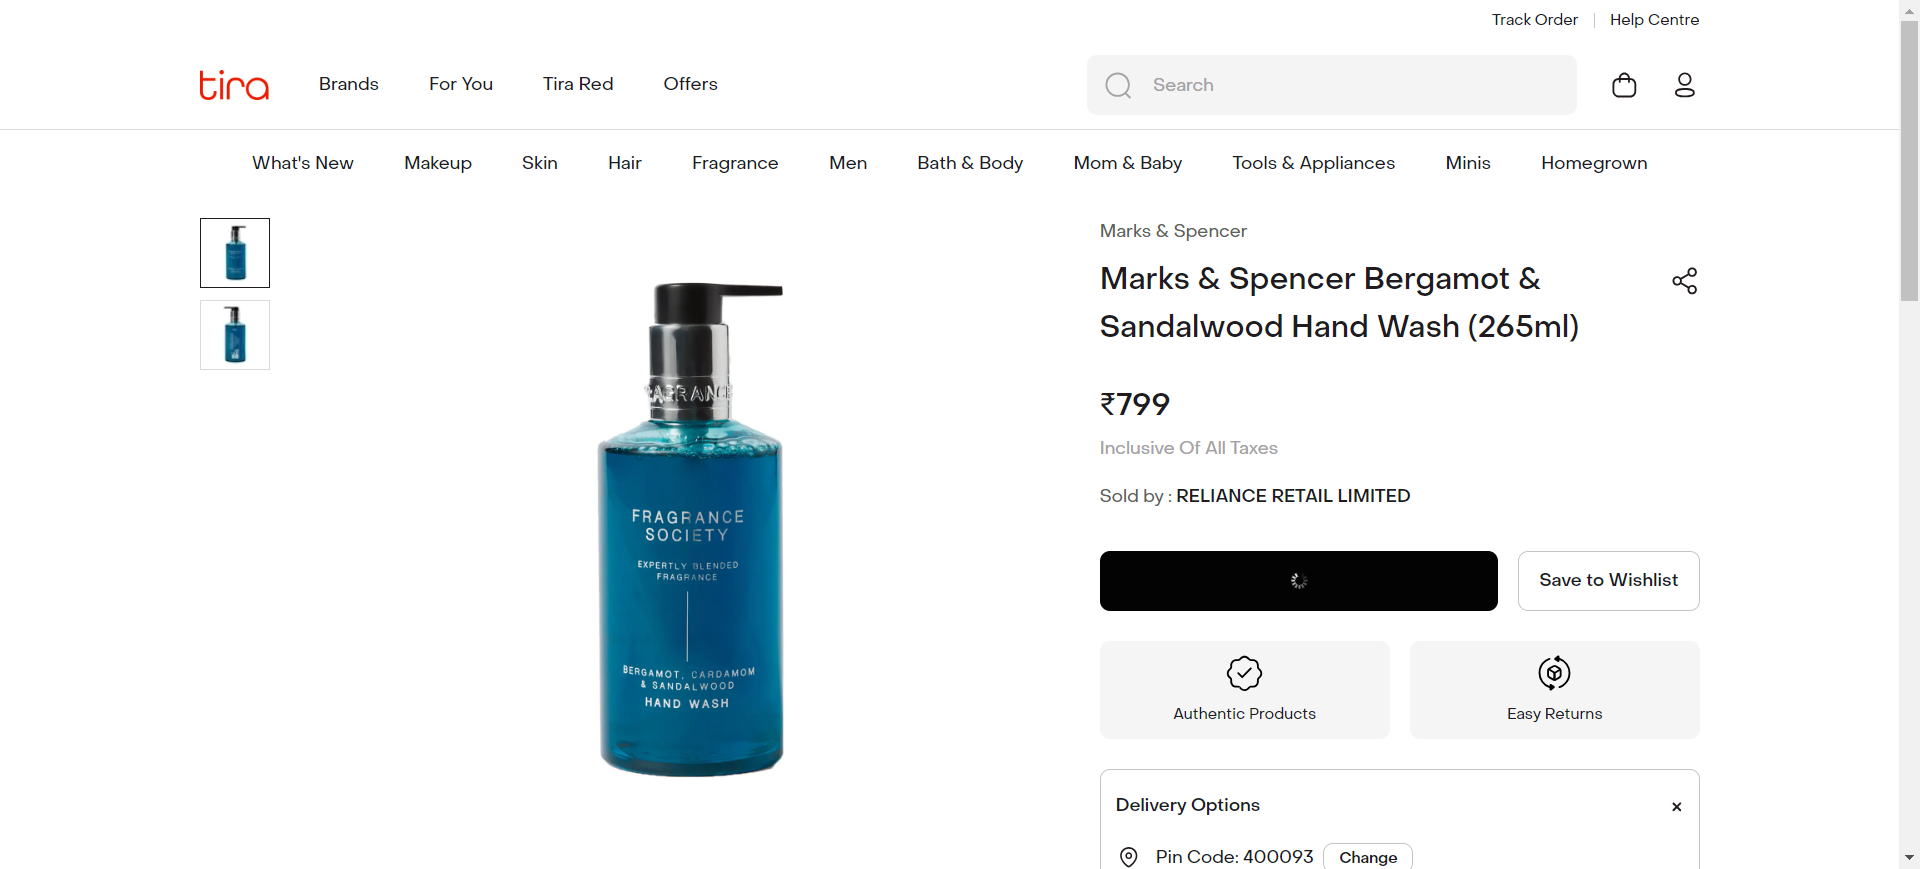 Track Order
Help Centre
tira
Brands
For You
Tira Red
Offers
Search
What's New
Makeup
Skin
Hair
Fragrance
Men
Bath & Body
Mom & Baby
Tools & Appliances
Minis
Homegrown
FRAGRANCE
FRAGRANCE
SOCIETY
EXPERTLY BLENDED
FRAGRANCE
BERGAMOT, CARDAMOM
& SANDALWOOD
HAND WASH
Marks & Spencer
Marks & Spencer Bergamot &
Sandalwood Hand Wash (265ml)
₹799
Inclusive Of All Taxes
Sold by : RELIANCE RETAIL LIMITED
Save to Wishlist
Authentic Products
Easy Returns
Delivery Options
Pin Code: 400093
Change